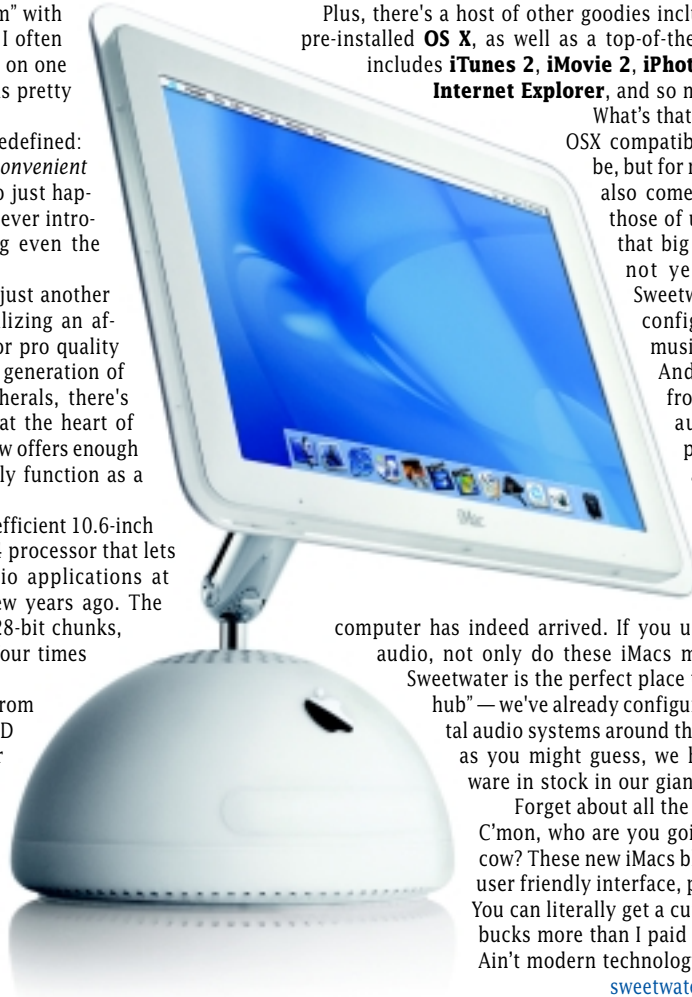 m" with
I often
on one
s pretty
edefined:
onvenient
o just hap-
ever intro-
g even the
just another
lizing an af-
or pro quality
generation of
herals, there's
at the heart of
w offers enough
ly function as a
efficient 10.6-inch
processor that lets
io applications at
ew years ago. The
28-bit chunks,
our times
rom
D
r
Plus, there's a host of other goodies incl
pre-installed OS X, as well as a top-of-the
includes iTunes 2, iMovie 2, iPhot
Internet Explorer, and so m
What's that
OSX compatib
be, but for m
also come
those of u
that big
not ye
Sweetw
config
musi
And
fro
au
p
iMac
computer has indeed arrived. If you u
audio, not only do these iMacs m
Sweetwater is the perfect place
hub" — we've already configu
tal audio systems around th
as you might guess, we h
ware in stock in our gian
Forget about all the
C'mon, who are you goi
cow? These new iMacs b
user friendly interface, p
You can literally get a cu
bucks more than I paid
Ain't modern technolog
sweetwate